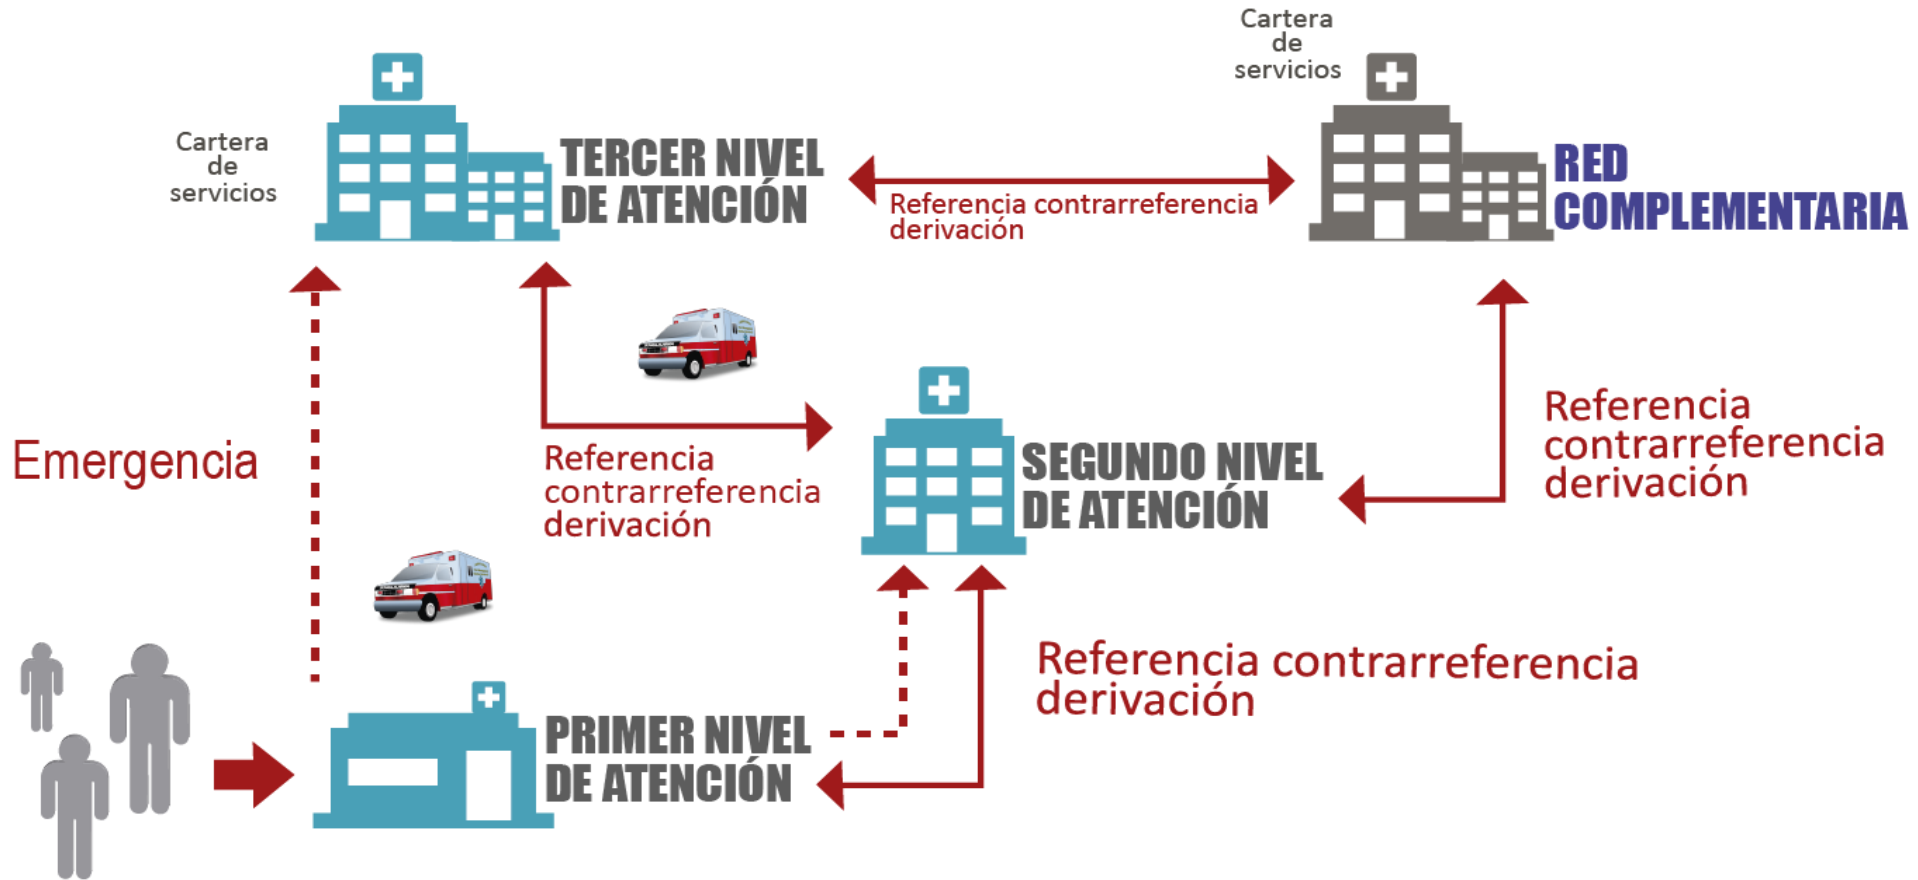 Cartera
de
servicios
Cartera
de
servicios
TERCER NIVEL
DE ATENCIÓN
Referencia contrarreferencia
derivación
RED
COMPLEMENTARIA
Emergencia
Referencia
contrarreferencia
derivación
SEGUNDO NIVEL
DE ATENCIÓN
Referencia
contrarreferencia
derivación
PRIMER NIVEL
DE ATENCIÓN
Referencia contrarreferencia
derivación